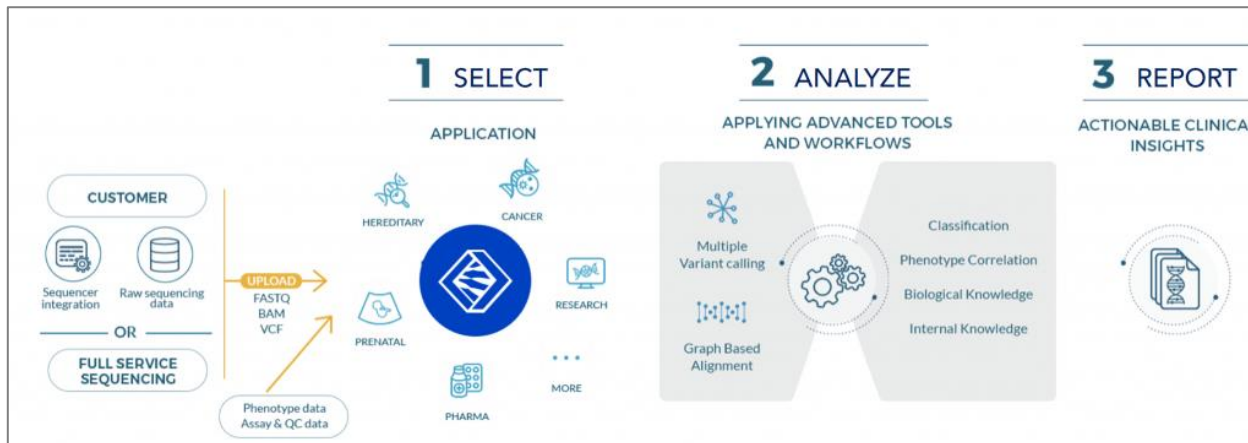 1 SELECT
APPLICATION
CUSTOMER
Sequencer
integration
Raw sequencing
data
OR
FULL SERVICE
SEQUENCING
UPLOAD
FASTQ
BAM
VCF
Phenotype data
Assay & QC data
HEREDITARY
CANCER
RESEARCH
PRENATAL
PHARMA
MORE
2 ANALYZE
APPLYING ADVANCED TOOLS
AND WORKFLOWS
Multiple
Variant calling
Graph Based
Alignment
Classification
Phenotype Correlation
Biological Knowledge
Internal Knowledge
3 REPORT
ACTIONABLE CLINICA
INSIGHTS